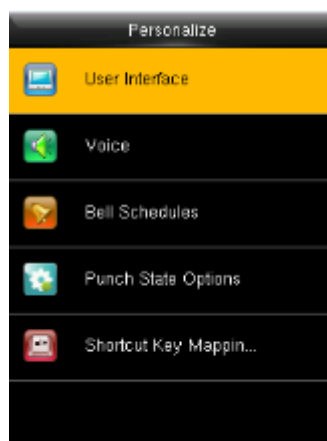 Personalize
User Interface
Voice
Bell Schedules
Punch State Options
Shortcut Key Mappin...